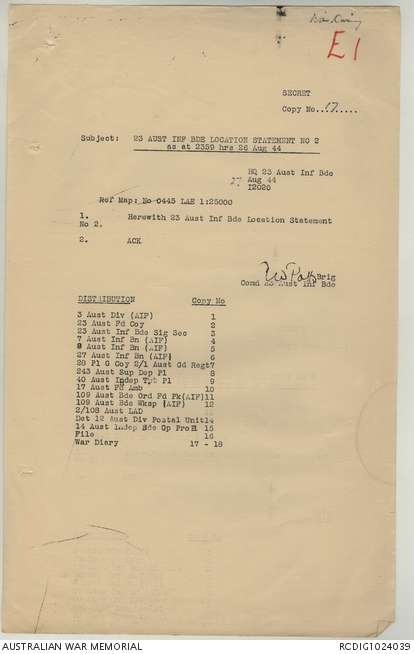 E1
SECRET
Copy No. 17.....
Subject: 23 AUST INF BDE LOCATION STATEMENT NO 2
as at 2359 hrs 26 Aug 44
HQ 23 Aust Inf Bde
27 Aug 44
I2020
Ref Map: No 0445 LAE 1:25000
1. Herewith 23 Aust Inf Bde Location Statement
No 2.
2. ACK
Brig
Comd 23 Aust Inf Bde
DISTRIBUTION Copy No
3 Aust Div (AIF) 1
23 Aust Fd Coy 2
23 Aust Inf Bde Sig Sec 3
7 Aust Inf Bn (AIF) 4
8 Aust Inf Bn (AIF) 5
27 Aust Inf Bn (AIF) 6
28 Pl G Coy 2/1 Aust Gd Regt 7
243 Aust Sup Dep Pl 8
40 Aust Indep Tpt Pl 9
17 Aust Fd Amb 10
109 Aust Bde Ord Fd Pk(AIF) 11
109 Aust Bde Wksp (AIF) 12
2/108 Aust LAD
Det 12 Aust Div Postal Unit 14
14 Aust Indep Bde Op Pro 15
File 16
War Diary 17 - 18
AUSTRALIAN WAR MEMORIAL
RCDIG1024039